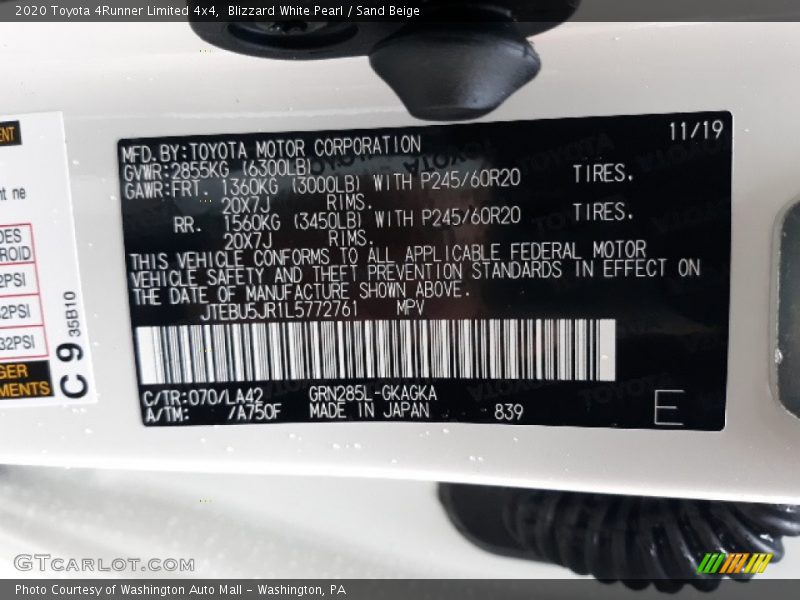 2020 Toyota 4Runner Limited 4x4,  Blizzard White Pearl / Sand Beige
11/19
MFD.BY:TOYOTA MOTOR CORPORATION
GVWR:2855KG (6300LB)
GAWR:FRT. 1360KG (3000LB) WITH P245/60R20 TIRES.
20X7J RIMS.
RR. 1560KG (3450LB) WITH P245/60R20 TIRES.
20X7J RIMS.
THIS VEHICLE CONFORMS TO ALL APPLICABLE FEDERAL MOTOR
VEHICLE SAFETY AND THEFT PREVENTION STANDARDS IN EFFECT ON
THE DATE OF MANUFACTURE SHOWN ABOVE.
JTEBU5JR1L5772761 MPV
C/TR:070/LA42 GRN285L-GKAGKA
A/TM: /A750F MADE IN JAPAN 839
E
C 9 35B10
32PSI
GTCARLOT.COM
Photo Courtesy of Washington Auto Mall - Washington, PA